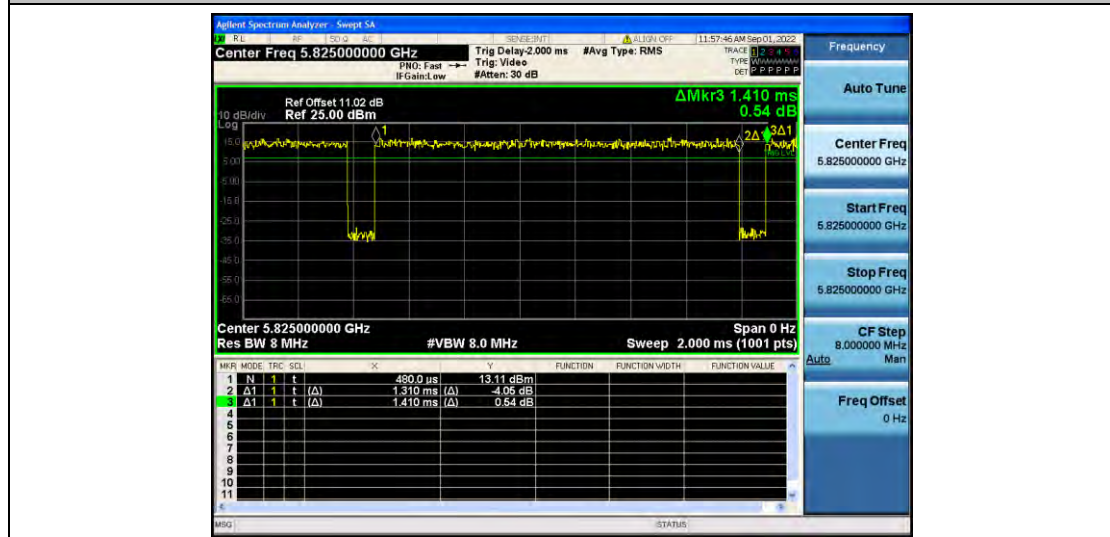 Agilent Spectrum Analyzer - Swept SA
RL RF 50 Ω AC SENSE:INT ALIGN OFF 11:57:46 AM Sep 01, 2022
Center Freq 5.825000000 GHz
Trig Delay-2.000 ms #Avg Type: RMS
TRACE 1 2 3 4 5 6
PNO: Fast Trig: Video
TYPE WWWWWW
IFGain:Low #Atten: 30 dB
DET P P P P P P
ΔMkr3 1.410 ms
0.54 dB
Ref Offset 11.02 dB
10 dB/div Ref 25.00 dBm
Log
15.0
5.00
-5.00
-15.0
-25.0
-35.0
-45.0
-55.0
-65.0
1
2Δ1
3Δ1
TRIG LVL
Center 5.825000000 GHz Span 0 Hz
Res BW 8 MHz #VBW 8.0 MHz Sweep 2.000 ms (1001 pts)
MKR MODE TRC SCL X Y FUNCTION FUNCTION WIDTH FUNCTION VALUE
1 N 1 t 480.0 µs 13.11 dBm
2 Δ1 1 t (Δ) 1.310 ms (Δ) -4.05 dB
3 Δ1 1 t (Δ) 1.410 ms (Δ) 0.54 dB
4
5
6
7
8
9
10
11
MSG STATUS
Frequency
Auto Tune
Center Freq
5.825000000 GHz
Start Freq
5.825000000 GHz
Stop Freq
5.825000000 GHz
CF Step
8.000000 MHz
Auto Man
Freq Offset
0 Hz